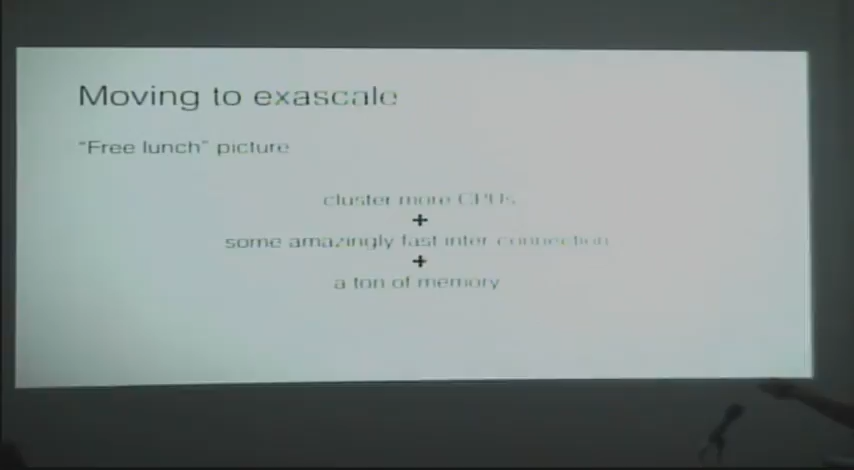 Moving to exascale
"Free lunch" picture
cluster more CPUs
+
some amazingly fast inter connection
+
a ton of memory